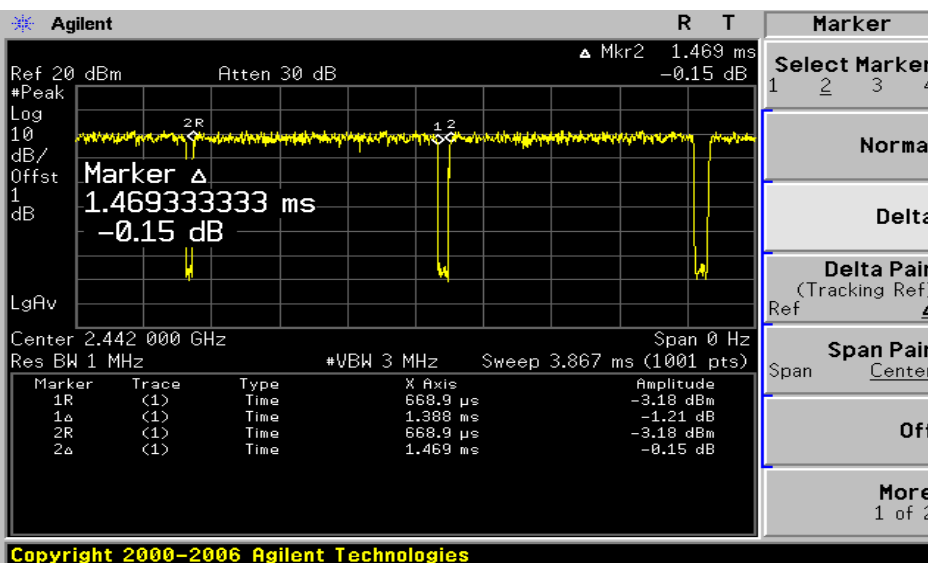 Agilent R T Marker
Δ Mkr2 1.469 ms
Ref 20 dBm Atten 30 dB -0.15 dB
#Peak
Log
10
dB/
Offst
1
dB
LgAv
2R
1 2
Marker Δ
1.469333333 ms
-0.15 dB
Center 2.442 000 GHz Span 0 Hz
Res BW 1 MHz #VBW 3 MHz Sweep 3.867 ms (1001 pts)
Marker Trace Type X Axis Amplitude
1R (1) Time 668.9 µs -3.18 dBm
1Δ (1) Time 1.388 ms -1.21 dB
2R (1) Time 668.9 µs -3.18 dBm
2Δ (1) Time 1.469 ms -0.15 dB
Select Marker
1 2 3 4
Norma
Delta
Delta Pair
(Tracking Ref)
Ref Δ
Span Pair
Span Center
Off
More
1 of 2
Copyright 2000-2006 Agilent Technologies